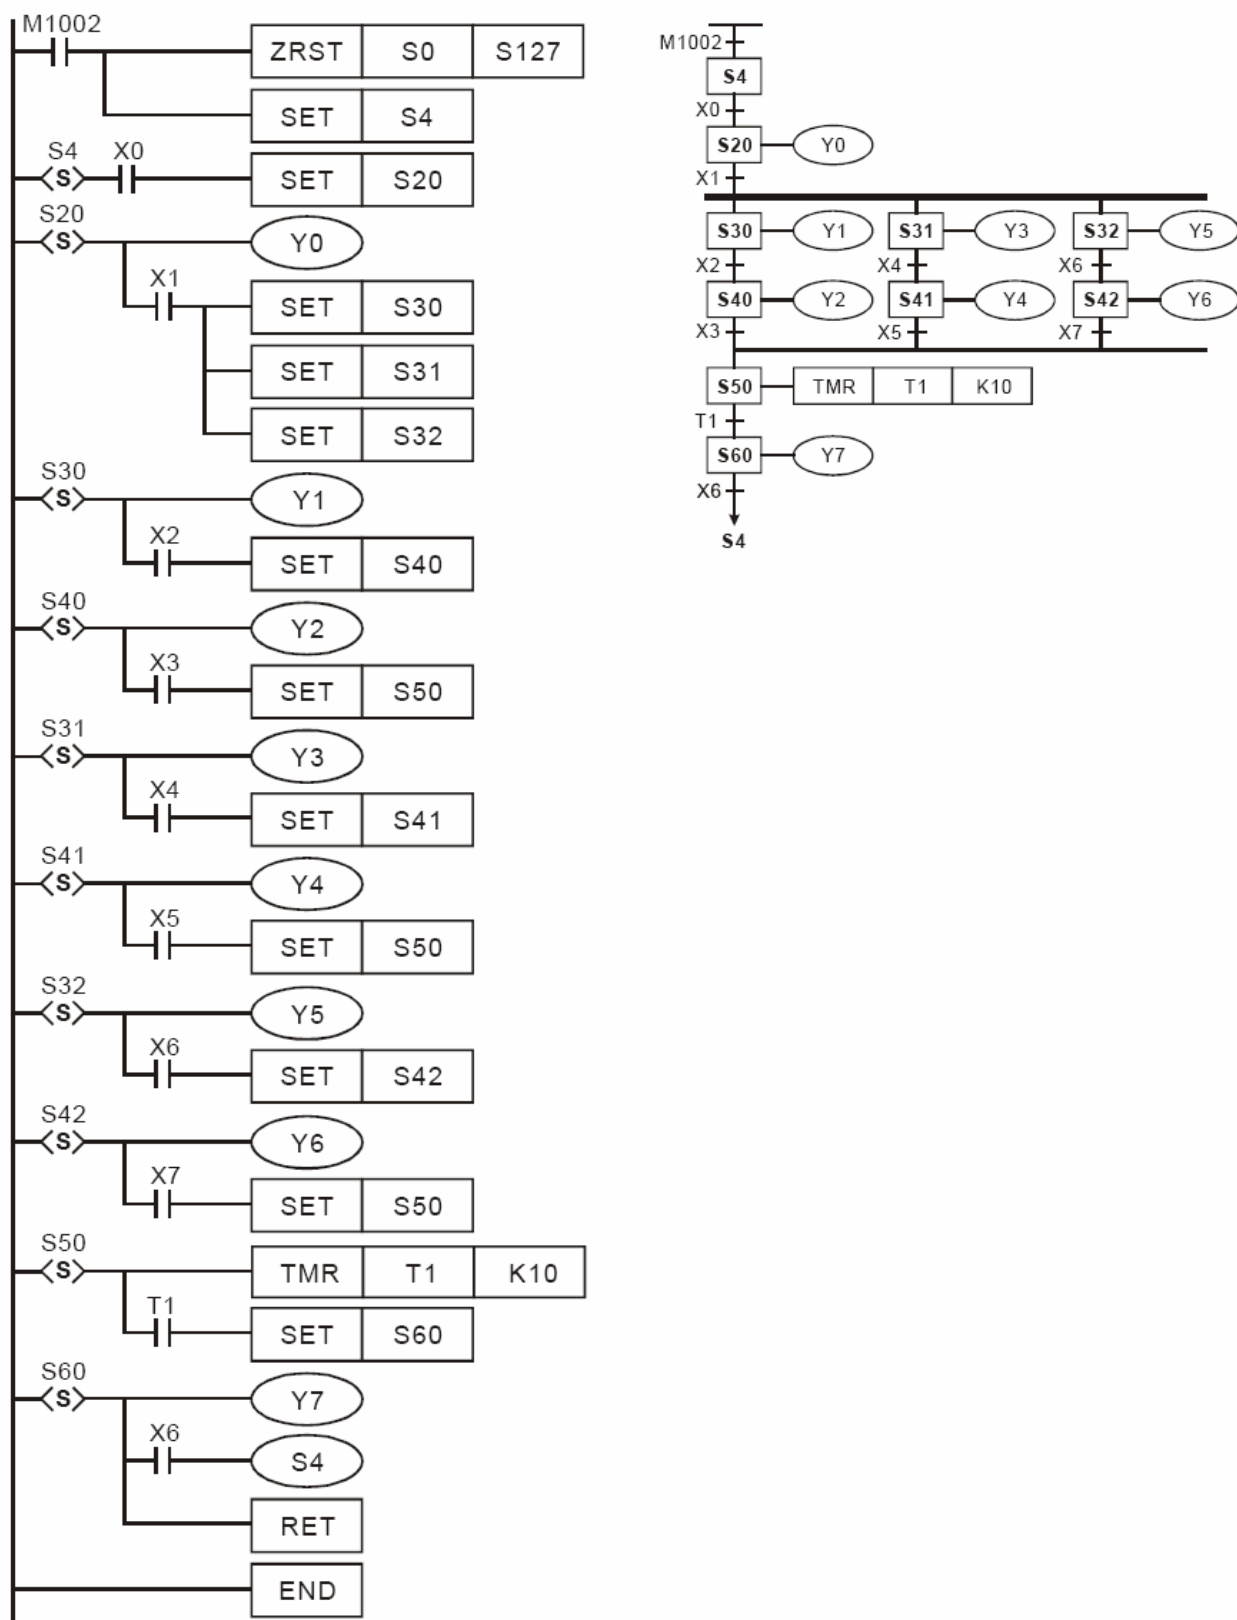 M1002
ZRST S0 S127
SET S4
S4 X0
S SET S20
S20
S Y0
X1
SET S30
SET S31
SET S32
S30
S Y1
X2
SET S40
S40
S Y2
X3
SET S50
S31
S Y3
X4
SET S41
S41
S Y4
X5
SET S50
S32
S Y5
X6
SET S42
S42
S Y6
X7
SET S50
S50
S TMR T1 K10
T1
SET S60
S60
S Y7
X6
S4
RET
END
M1002
S4
X0
S20 Y0
X1
S30 Y1 S31 Y3 S32 Y5
X2 X4 X6
S40 Y2 S41 Y4 S42 Y6
X3 X5 X7
S50 TMR T1 K10
T1
S60 Y7
X6
S4